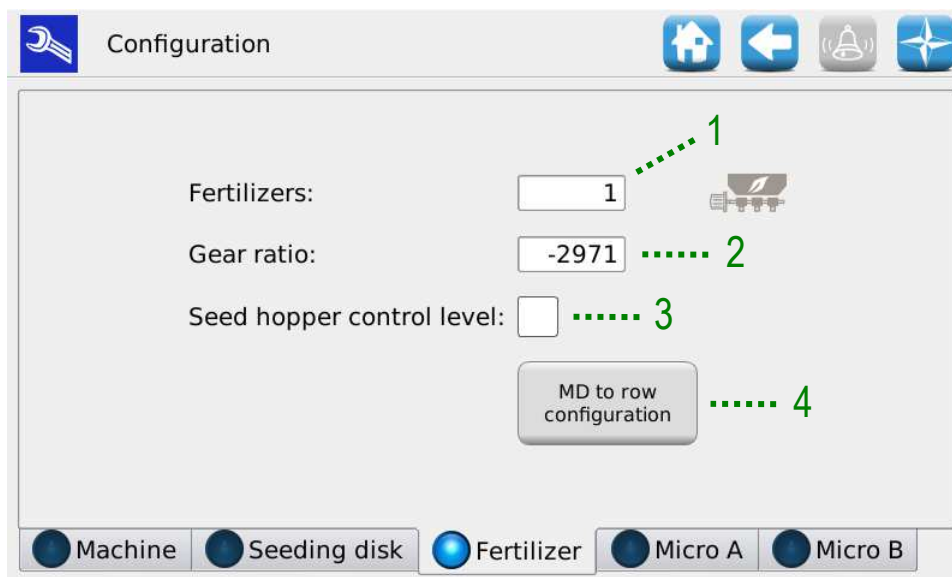 Configuration
1
Fertilizers: 1
Gear ratio: -2971 2
Seed hopper control level: 3
MD to row
configuration 4
Machine Seeding disk Fertilizer Micro A Micro B